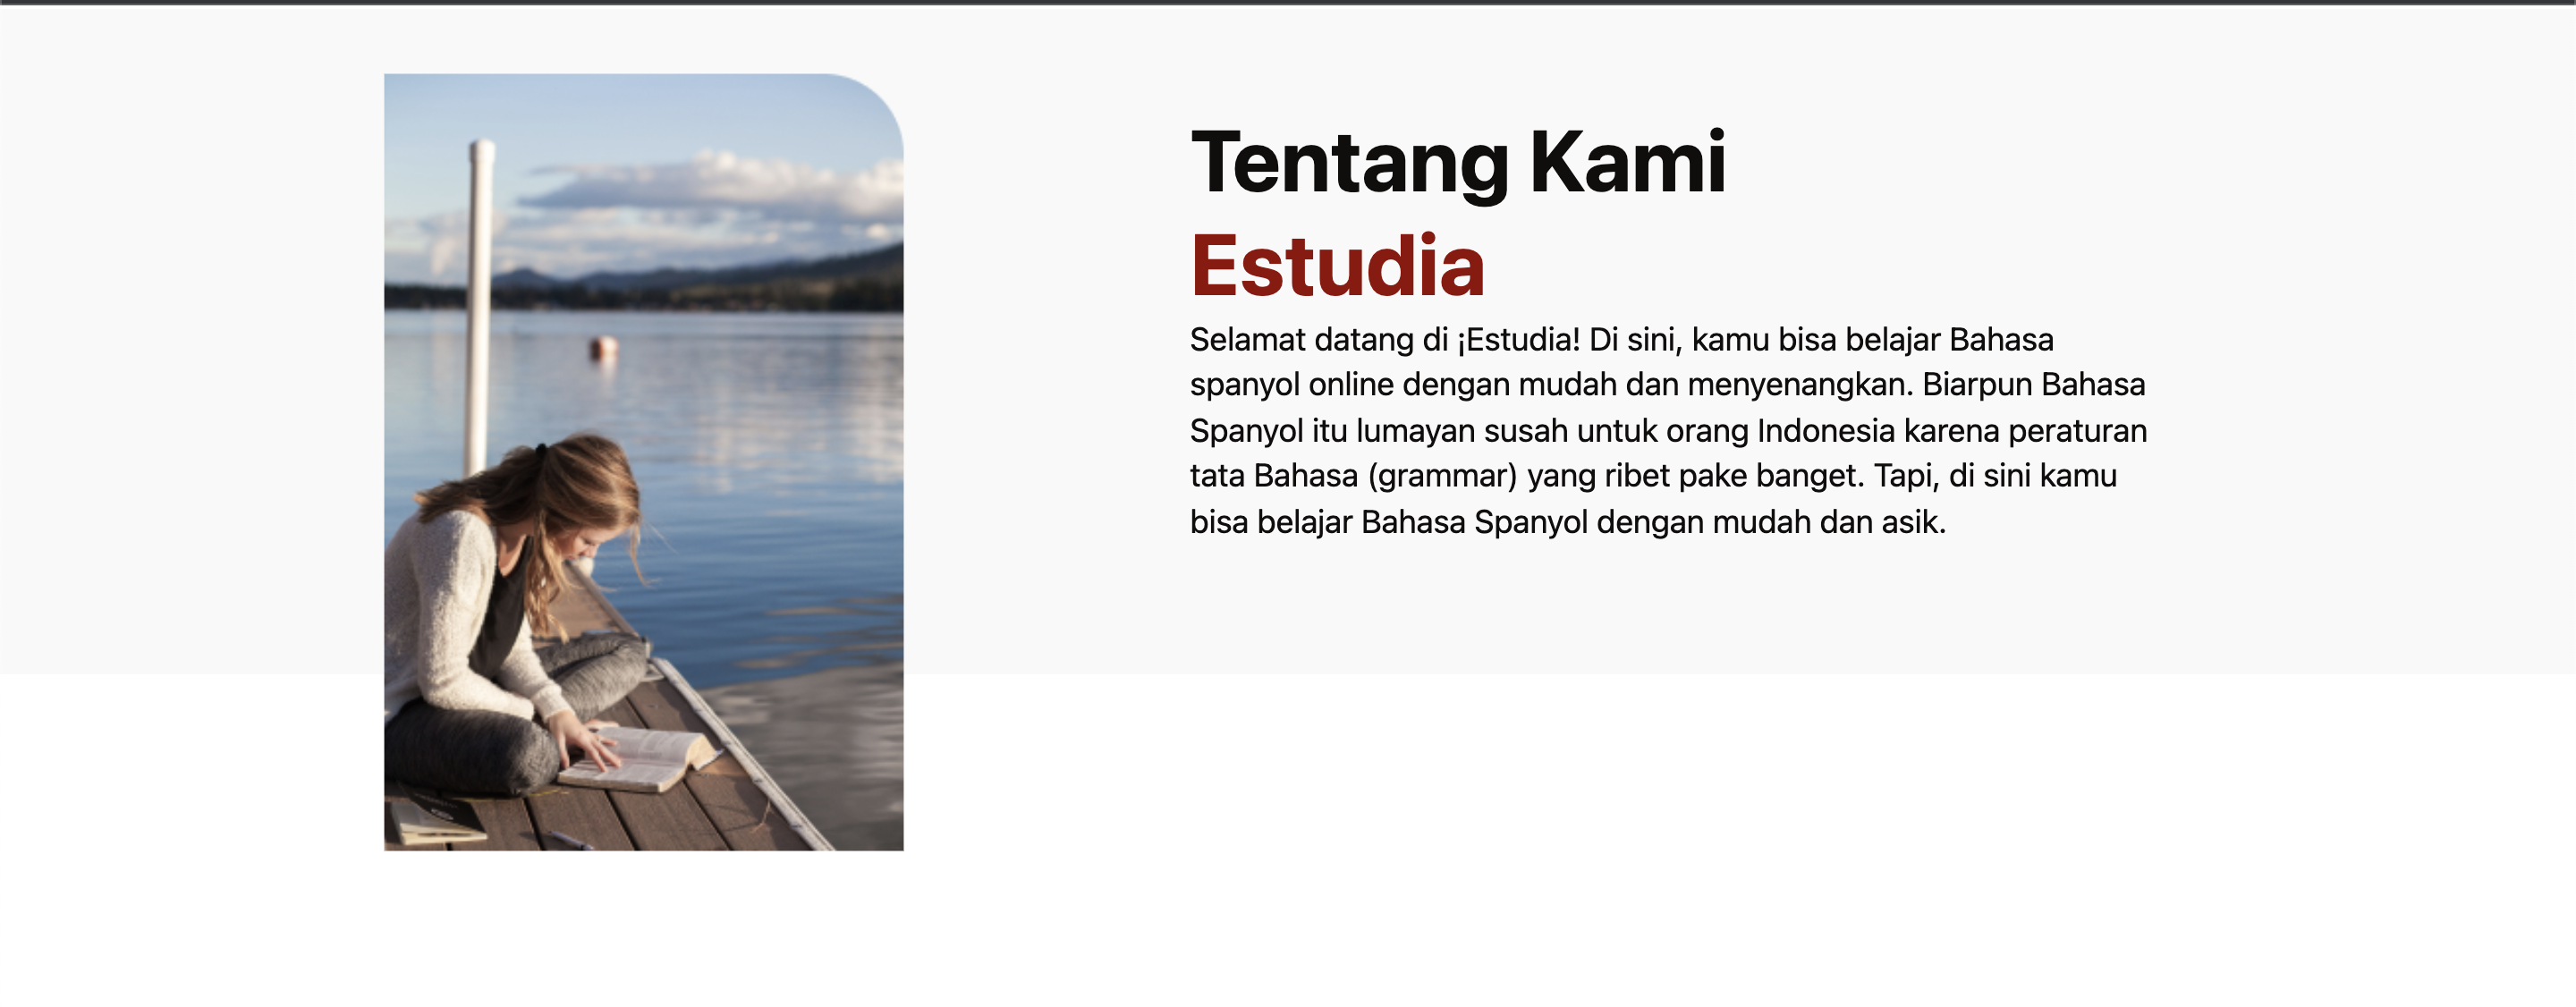 Tentang Kami
Estudia
Selamat datang di ¡Estudia! Di sini, kamu bisa belajar Bahasa
spanyol online dengan mudah dan menyenangkan. Biarpun Bahasa
Spanyol itu lumayan susah untuk orang Indonesia karena peraturan
tata Bahasa (grammar) yang ribet pake banget. Tapi, di sini kamu
bisa belajar Bahasa Spanyol dengan mudah dan asik.